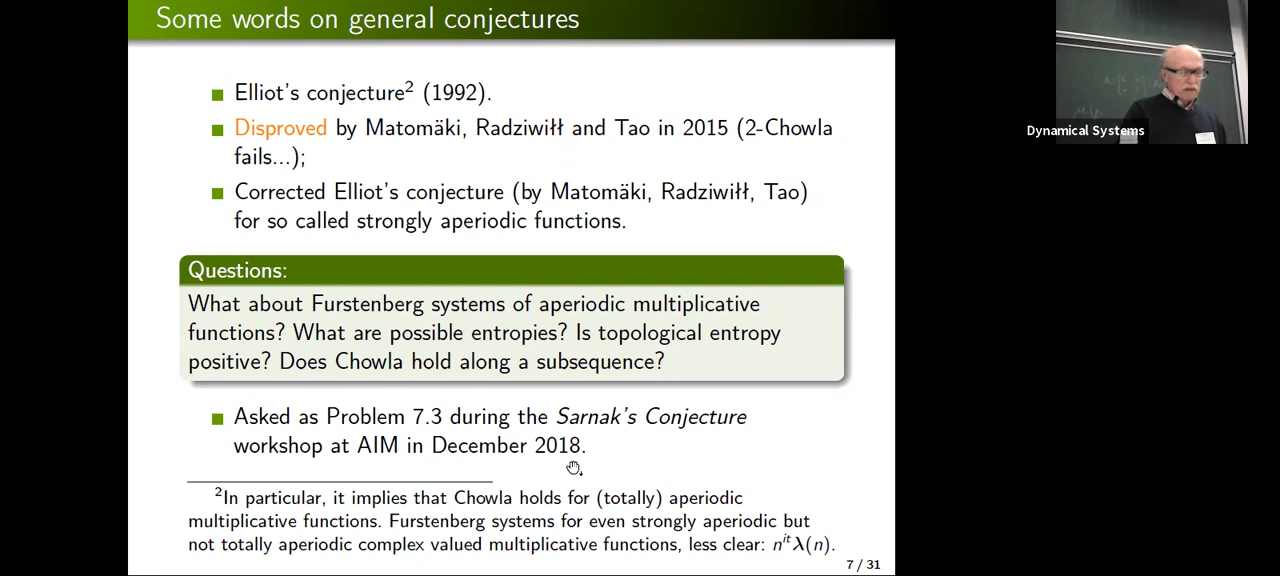 Some words on general conjectures
Elliot's conjecture² (1992).
Disproved by Matomäki, Radziwiłł and Tao in 2015 (2-Chowla
fails...);
Corrected Elliot's conjecture (by Matomäki, Radziwiłł, Tao)
for so called strongly aperiodic functions.
Questions:
What about Furstenberg systems of aperiodic multiplicative
functions? What are possible entropies? Is topological entropy
positive? Does Chowla hold along a subsequence?
Asked as Problem 7.3 during the Sarnak's Conjecture
workshop at AIM in December 2018.
²In particular, it implies that Chowla holds for (totally) aperiodic
multiplicative functions. Furstenberg systems for even strongly aperiodic but
not totally aperiodic complex valued multiplicative functions, less clear: nⁱᵗλ(n).
7 / 31
Dynamical Systems